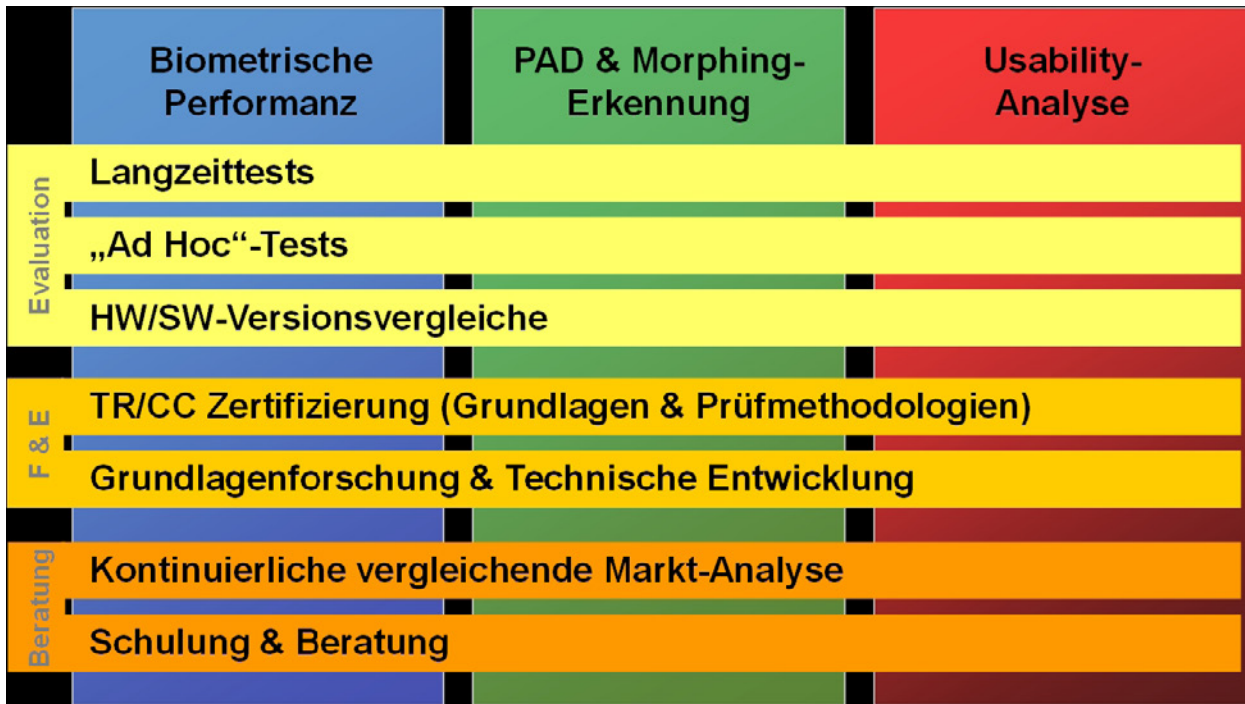 Biometrische
Performanz
PAD & Morphing-
Erkennung
Usability-
Analyse
Evaluation
Langzeittests
„Ad Hoc“-Tests
HW/SW-Versionsvergleiche
F & E
TR/CC Zertifizierung (Grundlagen & Prüfmethodologien)
Grundlagenforschung & Technische Entwicklung
Beratung
Kontinuierliche vergleichende Markt-Analyse
Schulung & Beratung